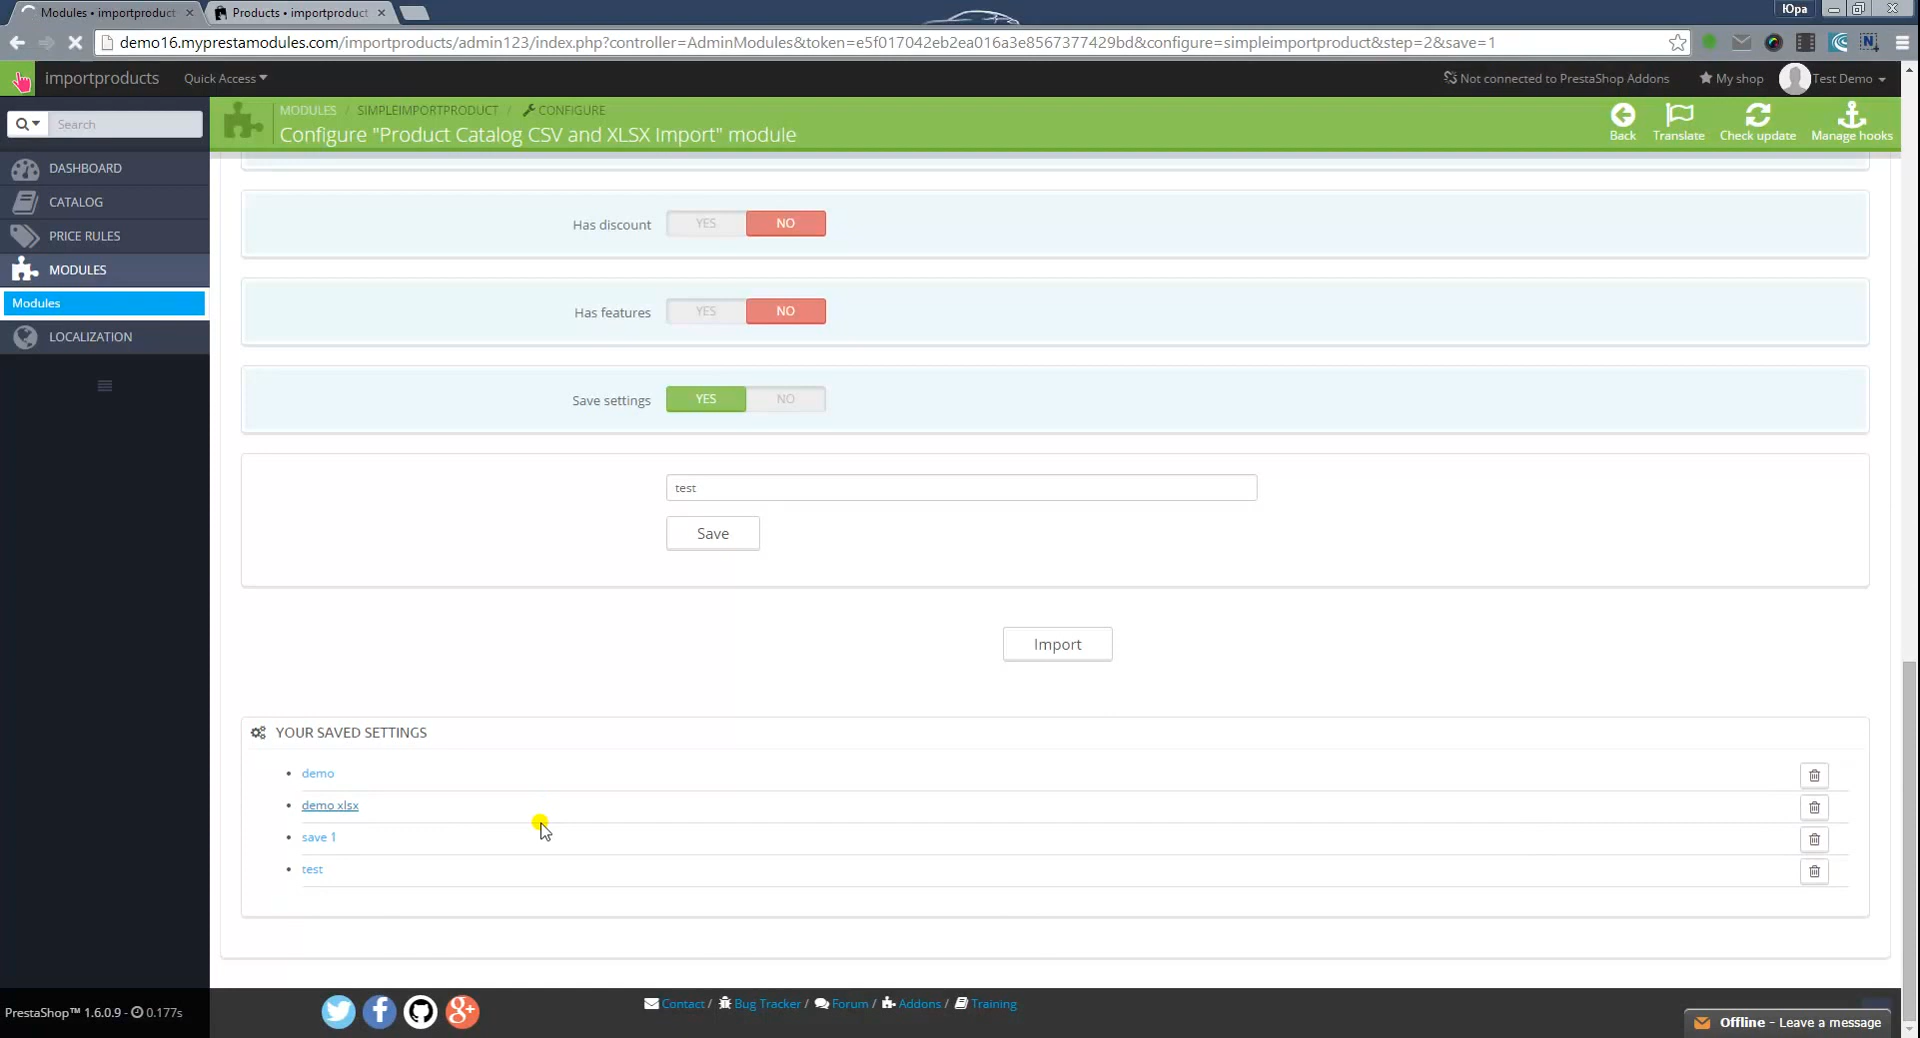 Modules • importproduct
Products • importproduct
Юра
demo16.myprestamodules.com/importproducts/admin123/index.php?controller=AdminModules&token=e5f017042eb2ea016a3e8567377429bd&configure=simpleimportproduct&step=2&save=1
importproducts
Quick Access
Not connected to PrestaShop Addons
My shop
Test Demo
Search
MODULES / SIMPLEIMPORTPRODUCT / CONFIGURE
Configure "Product Catalog CSV and XLSX Import" module
Back
Translate
Check update
Manage hooks
DASHBOARD
CATALOG
PRICE RULES
MODULES
Modules
LOCALIZATION
Has discount YES NO
Has features YES NO
Save settings YES NO
test
Save
Import
YOUR SAVED SETTINGS
demo
demo xlsx
save 1
test
PrestaShop™ 1.6.0.9 - 0.177s
Contact / Bug Tracker / Forum / Addons / Training
Offline - Leave a message